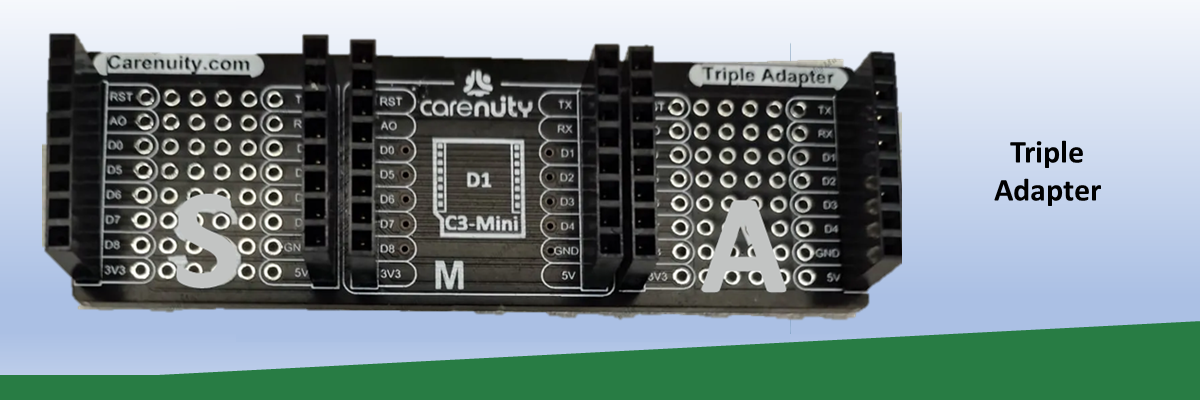 Carenuity.com
RST
AO
D0
D5
D6
D7
D8
3V3
GN
5V
S
RST
AO
D0
D5
D6
D7
D8
3V3
carenuity
D1
C3-Mini
M
TX
RX
D1
D2
D3
D4
GND
5V
Triple Adapter
3V3
A
TX
RX
D1
D2
D3
D4
GND
5V
Triple
Adapter